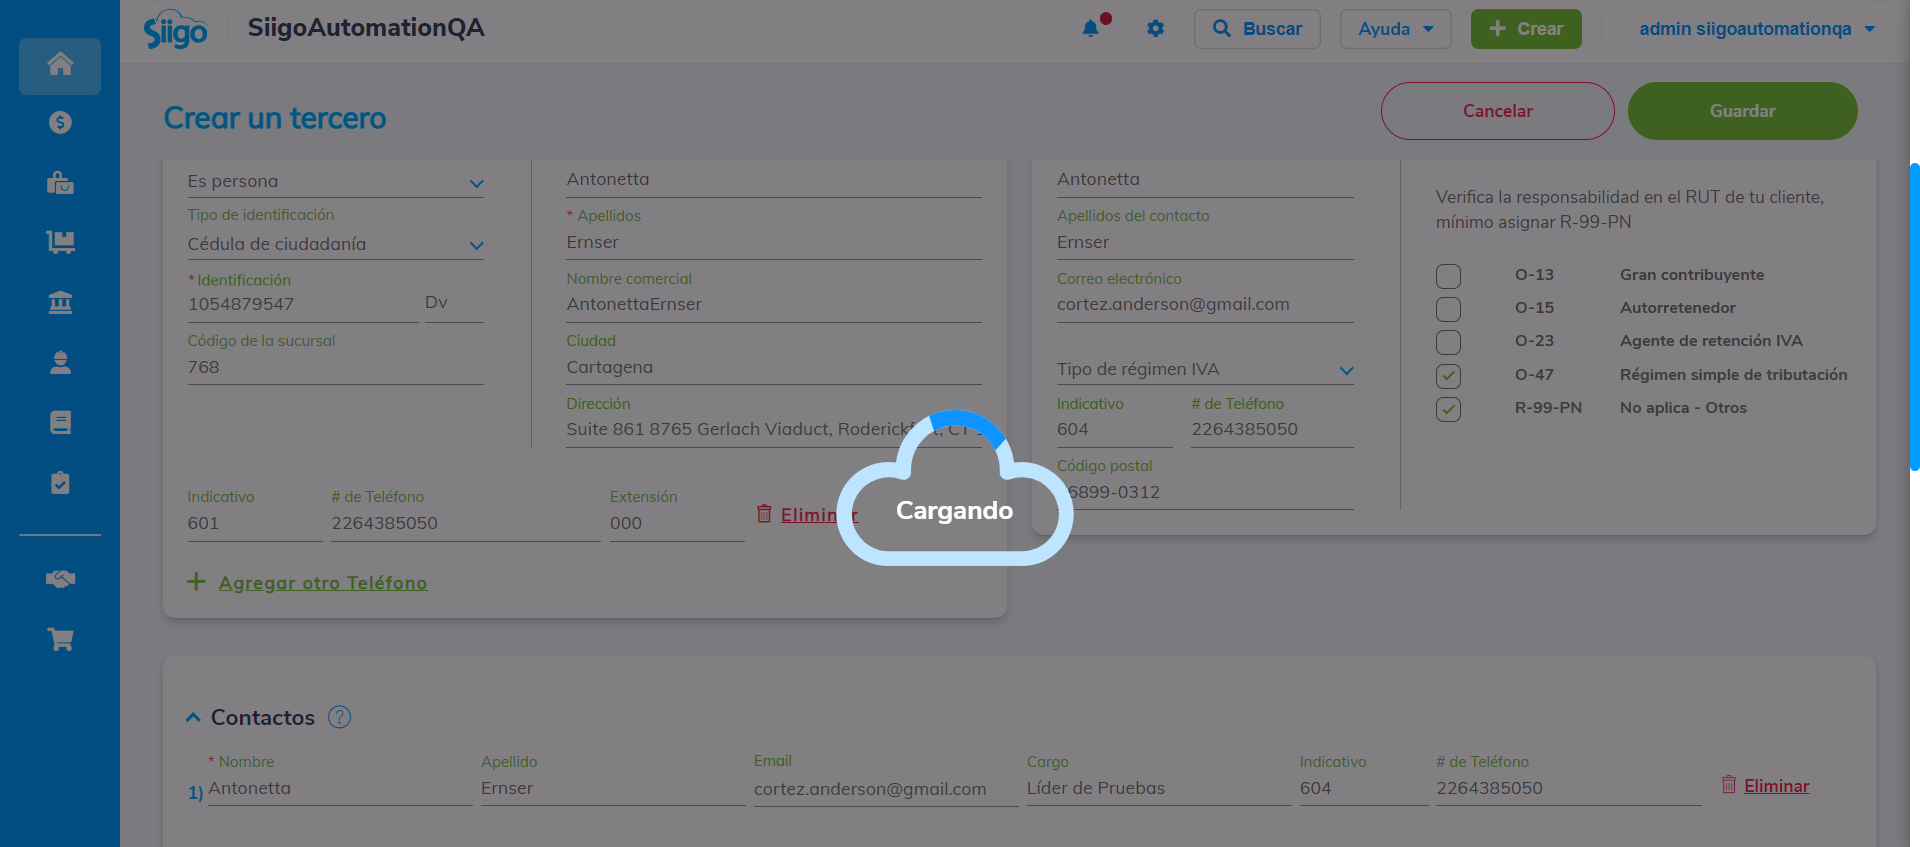 Siigo
SiigoAutomationQA
Buscar
Ayuda
Crear
admin siigoautomationqa
Crear un tercero
Cancelar
Guardar
Es persona
Tipo de identificación
Cédula de ciudadanía
* Identificación
1054879547
Dv
Código de la sucursal
768
Antonetta
* Apellidos
Ernser
Nombre comercial
AntonettaErnser
Ciudad
Cartagena
Dirección
Suite 861 8765 Gerlach Viaduct,
Indicativo
601
# de Teléfono
2264385050
Extensión
000
Eliminar
Agregar otro Teléfono
Antonetta
Apellidos del contacto
Ernser
Correo electrónico
cortez.anderson@gmail.com
Tipo de régimen IVA
Indicativo
604
# de Teléfono
2264385050
Código postal
6899-0312
Verifica la responsabilidad en el RUT de tu cliente,
mínimo asignar R-99-PN
O-13 Gran contribuyente
O-15 Autorretenedor
O-23 Agente de retención IVA
O-47 Régimen simple de tributación
R-99-PN No aplica - Otros
Cargando
Contactos ?
* Nombre
Apellido
Email
Cargo
Indicativo
# de Teléfono
1) Antonetta
Ernser
cortez.anderson@gmail.com
Líder de Pruebas
604
2264385050
Eliminar